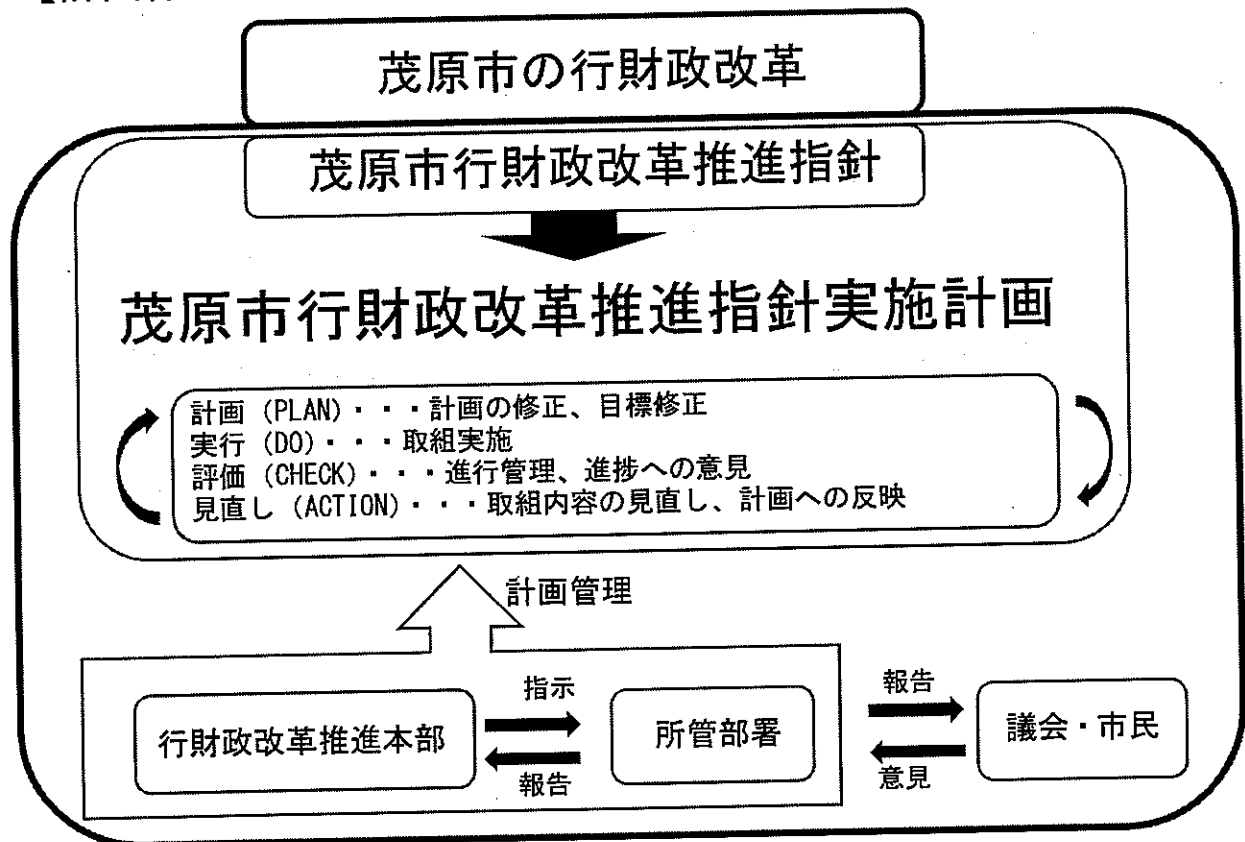 茂原市の行財政改革
茂原市行財政改革推進指針
茂原市行財政改革推進指針実施計画
計画 (PLAN)・・・計画の修正、目標修正
実行 (DO)・・・取組実施
評価 (CHECK)・・・進行管理、進捗への意見
見直し (ACTION)・・・取組内容の見直し、計画への反映
計画管理
行財政改革推進本部
指示
報告
所管部署
報告
意見
議会・市民